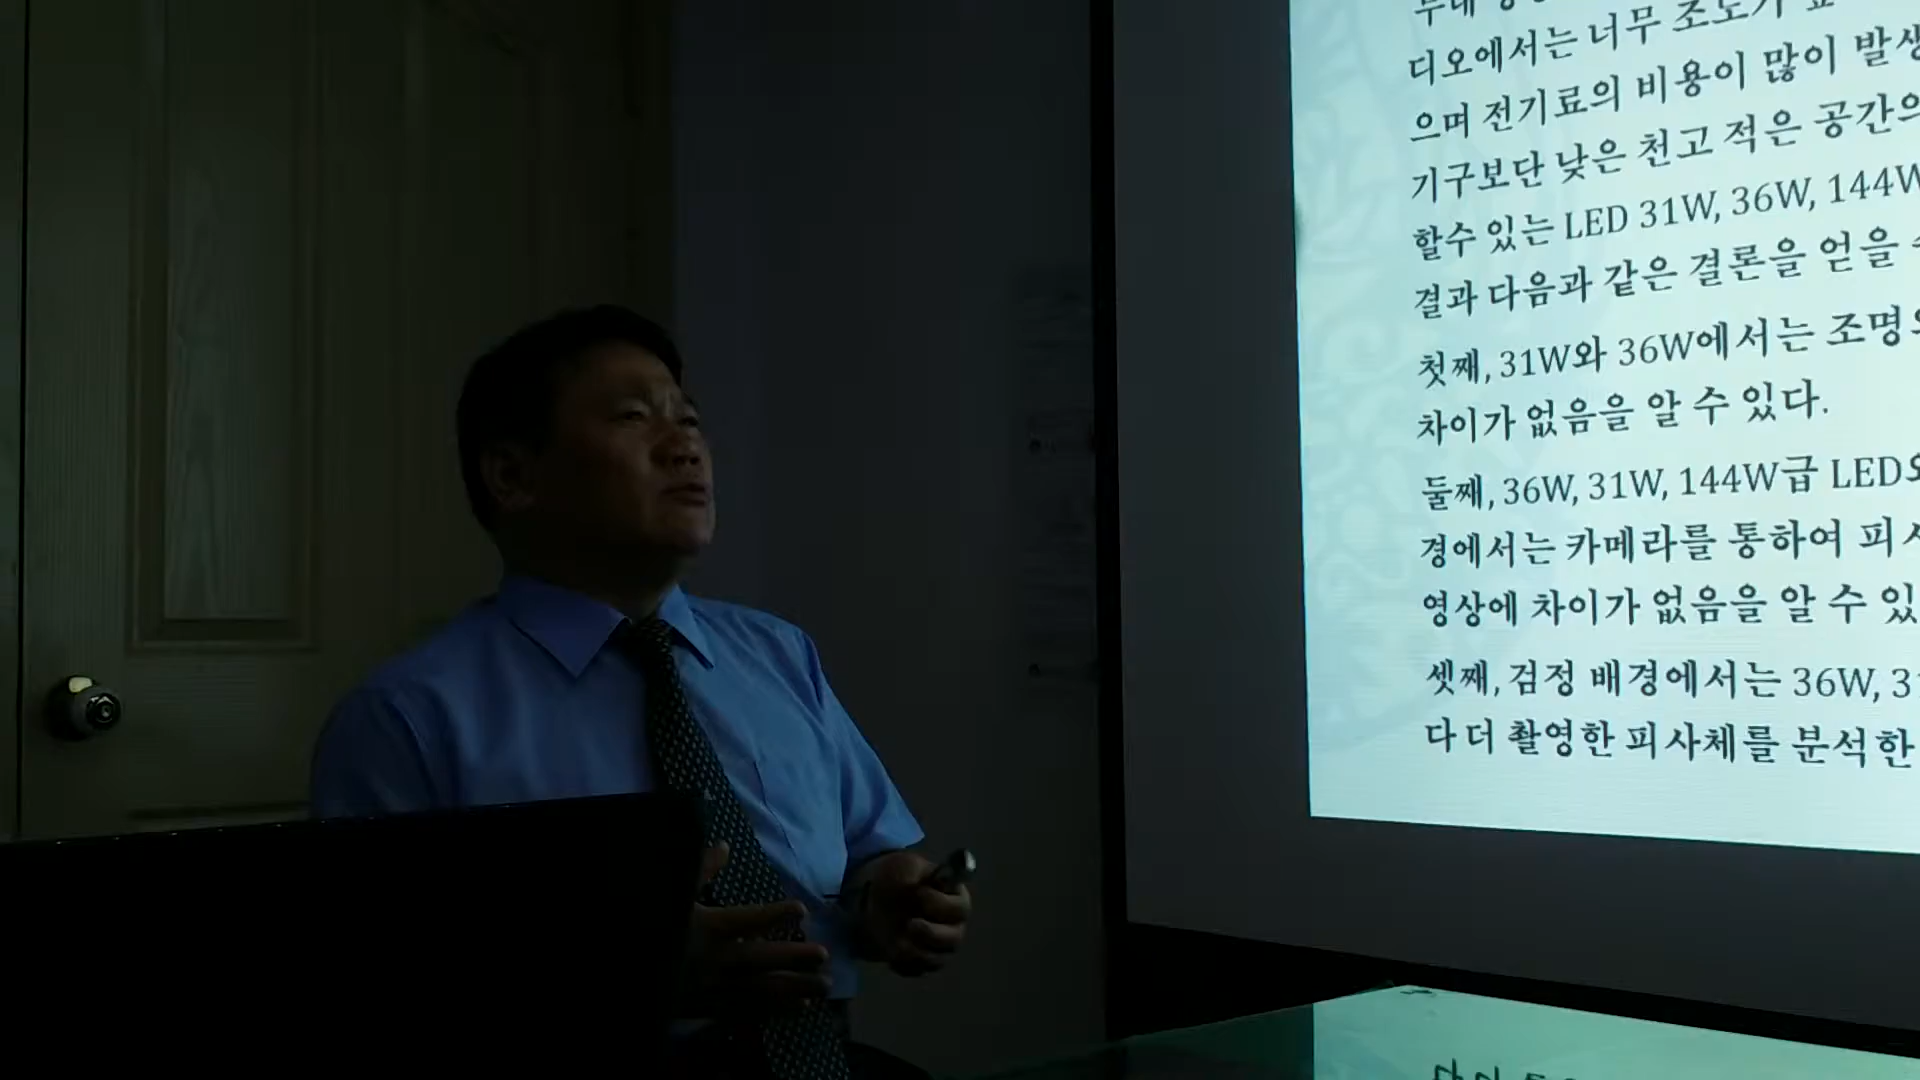 디오에서는 너무 조도가
으며 전기료의 비용이 많이 발생
기구보단 낮은 천고 적은 공간의
할수 있는 LED 31W, 36W, 144W
결과 다음과 같은 결론을 얻을
첫째, 31W와 36W에서는 조명의
차이가 없음을 알 수 있다.
둘째, 36W, 31W, 144W급 LED
경에서는 카메라를 통하여 피사
영상에 차이가 없음을 알 수 있
셋째, 검정 배경에서는 36W, 31
다 더 촬영한 피사체를 분석한